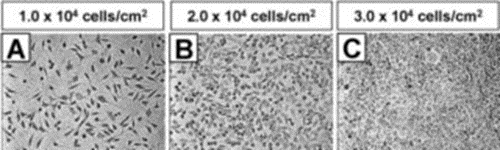 1.0 x 10⁴ cells/cm²
2.0 x 10⁴ cells/cm²
3.0 x 10⁴ cells/cm²
A
B
C